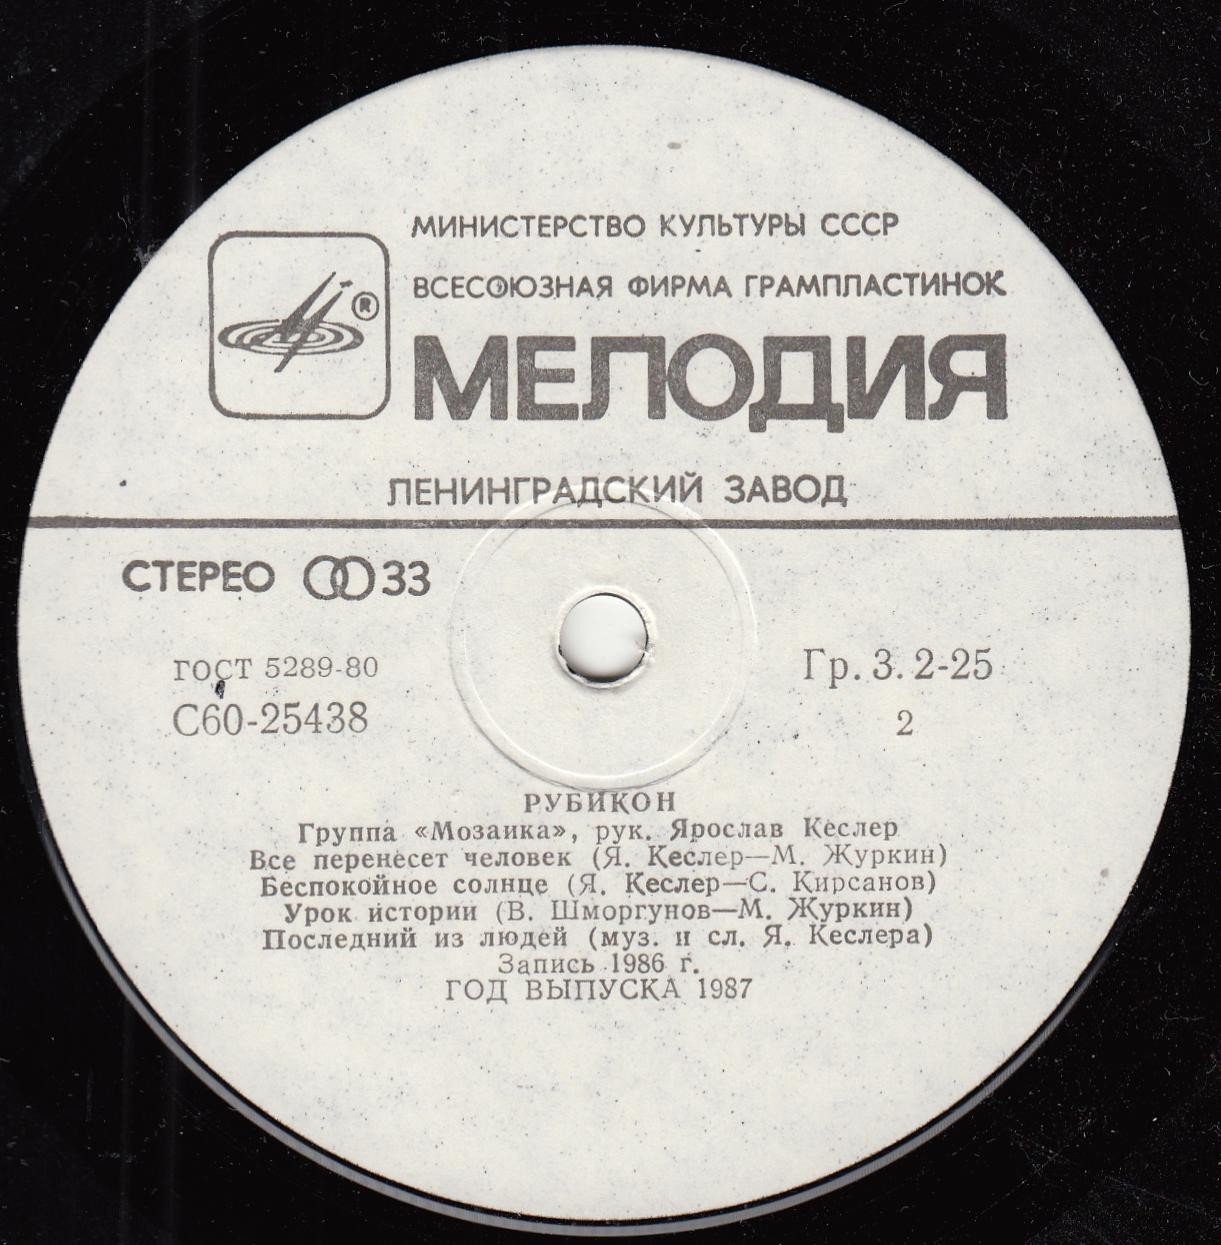 МИНИСТЕРСТВО КУЛЬТУРЫ СССР
ВСЕСОЮЗНАЯ ФИРМА ГРАМПЛАСТИНОК
®
МЕЛОДИЯ
ЛЕНИНГРАДСКИЙ ЗАВОД
СТЕРЕО 33
ГОСТ 5289-80
Гр. 3. 2-25
С60-25438
2
РУБИКОН
Группа «Мозаика», рук. Ярослав Кеслер
Все перенесет человек (Я. Кеслер—М. Журкин)
Беспокойное солнце (Я. Кеслер—С. Кирсанов)
Урок истории (В. Шморгунов—М. Журкин)
Последний из людей (муз. и сл. Я. Кеслера)
Запись 1986 г.
ГОД ВЫПУСКА 1987